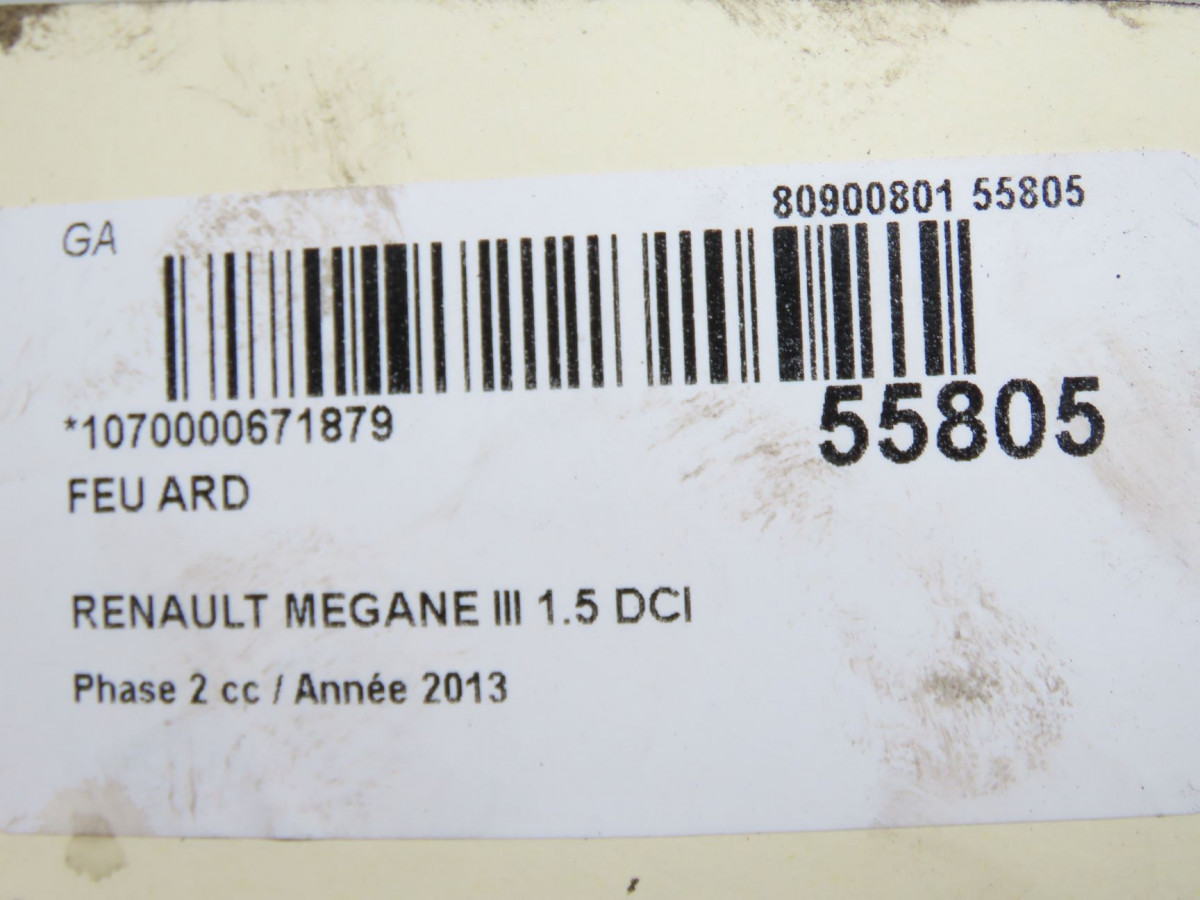 GA
80900801 55805
*1070000671879
55805
FEU ARD
RENAULT MEGANE III 1.5 DCI
Phase 2 cc / Année 2013